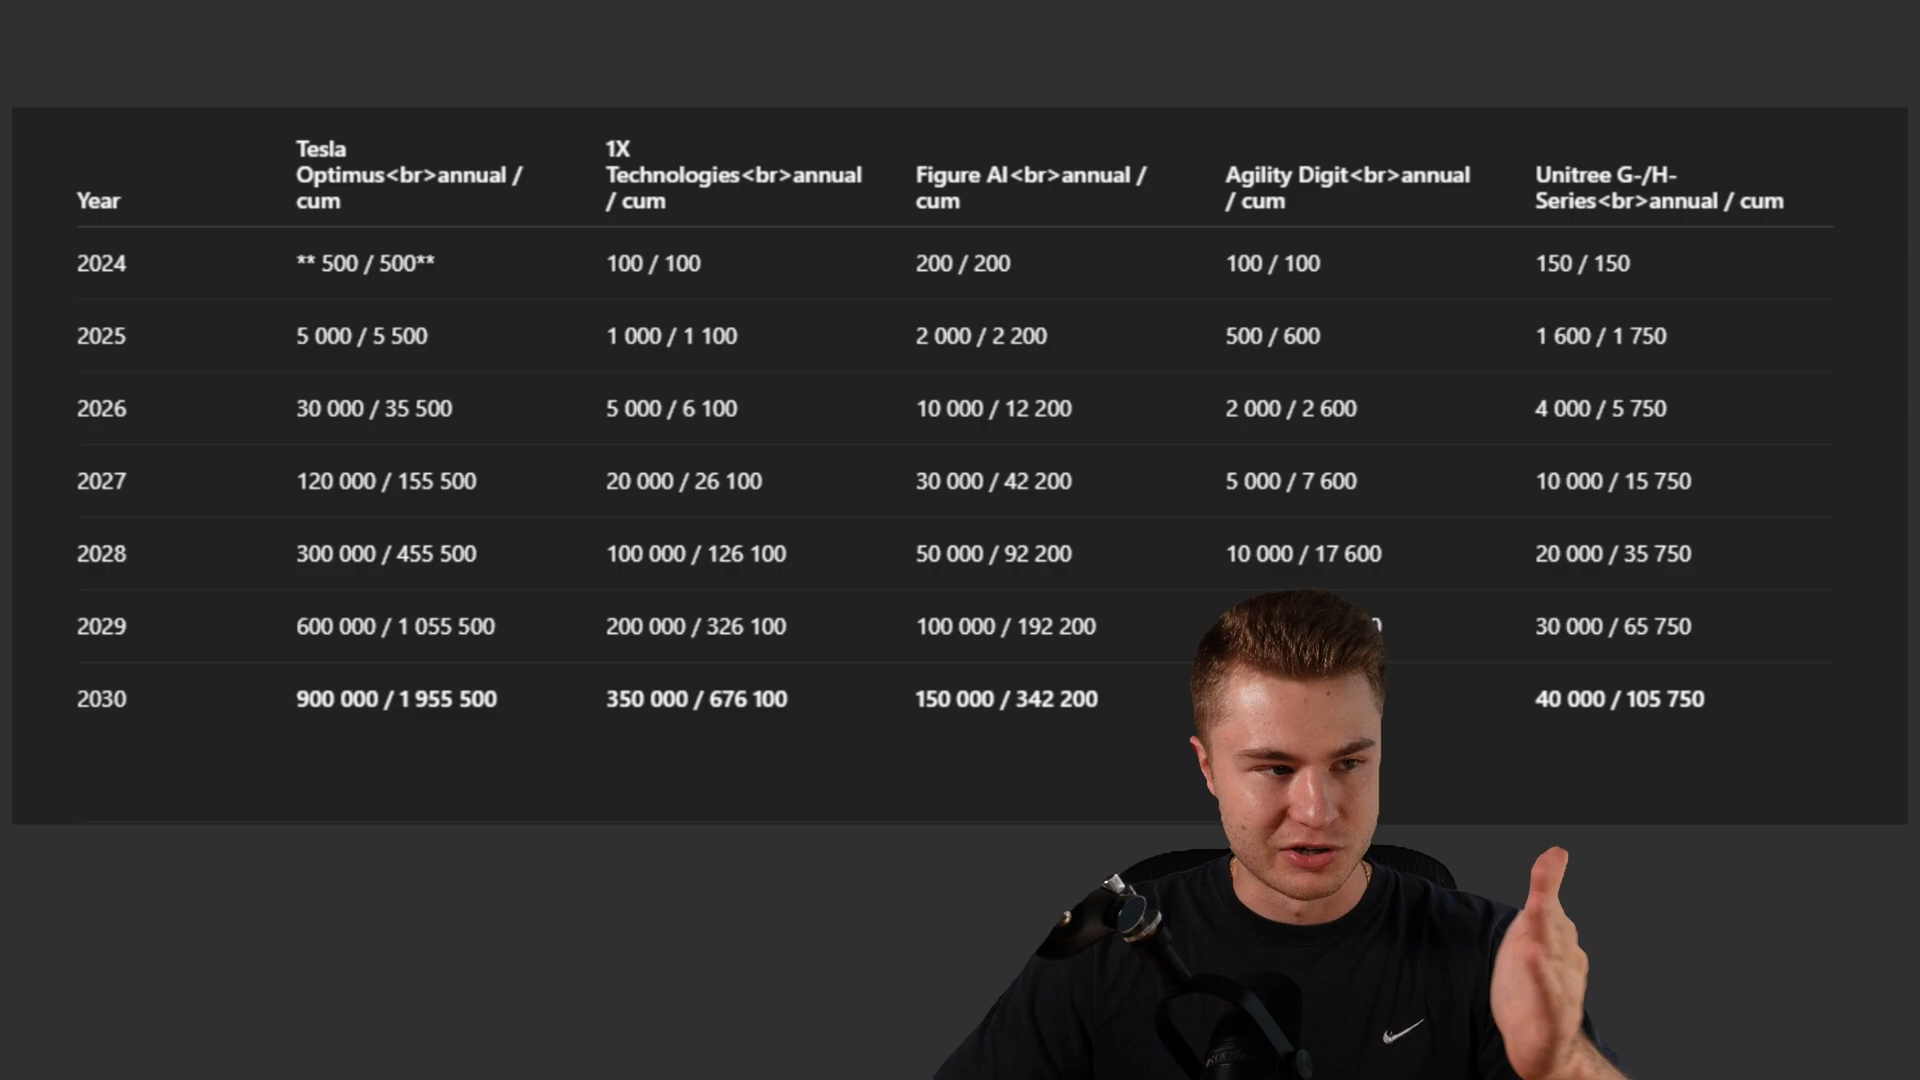 Year
Tesla
Optimus<br>annual /
cum
1X
Technologies<br>annual
/ cum
Figure AI<br>annual /
cum
Agility Digit<br>annual
/ cum
Unitree G-/H-
Series<br>annual / cum
2024 ** 500 / 500** 100 / 100 200 / 200 100 / 100 150 / 150
2025 5 000 / 5 500 1 000 / 1 100 2 000 / 2 200 500 / 600 1 600 / 1 750
2026 30 000 / 35 500 5 000 / 6 100 10 000 / 12 200 2 000 / 2 600 4 000 / 5 750
2027 120 000 / 155 500 20 000 / 26 100 30 000 / 42 200 5 000 / 7 600 10 000 / 15 750
2028 300 000 / 455 500 100 000 / 126 100 50 000 / 92 200 10 000 / 17 600 20 000 / 35 750
2029 600 000 / 1 055 500 200 000 / 326 100 100 000 / 192 200 30 000 / 65 750
2030 900 000 / 1 955 500 350 000 / 676 100 150 000 / 342 200 40 000 / 105 750